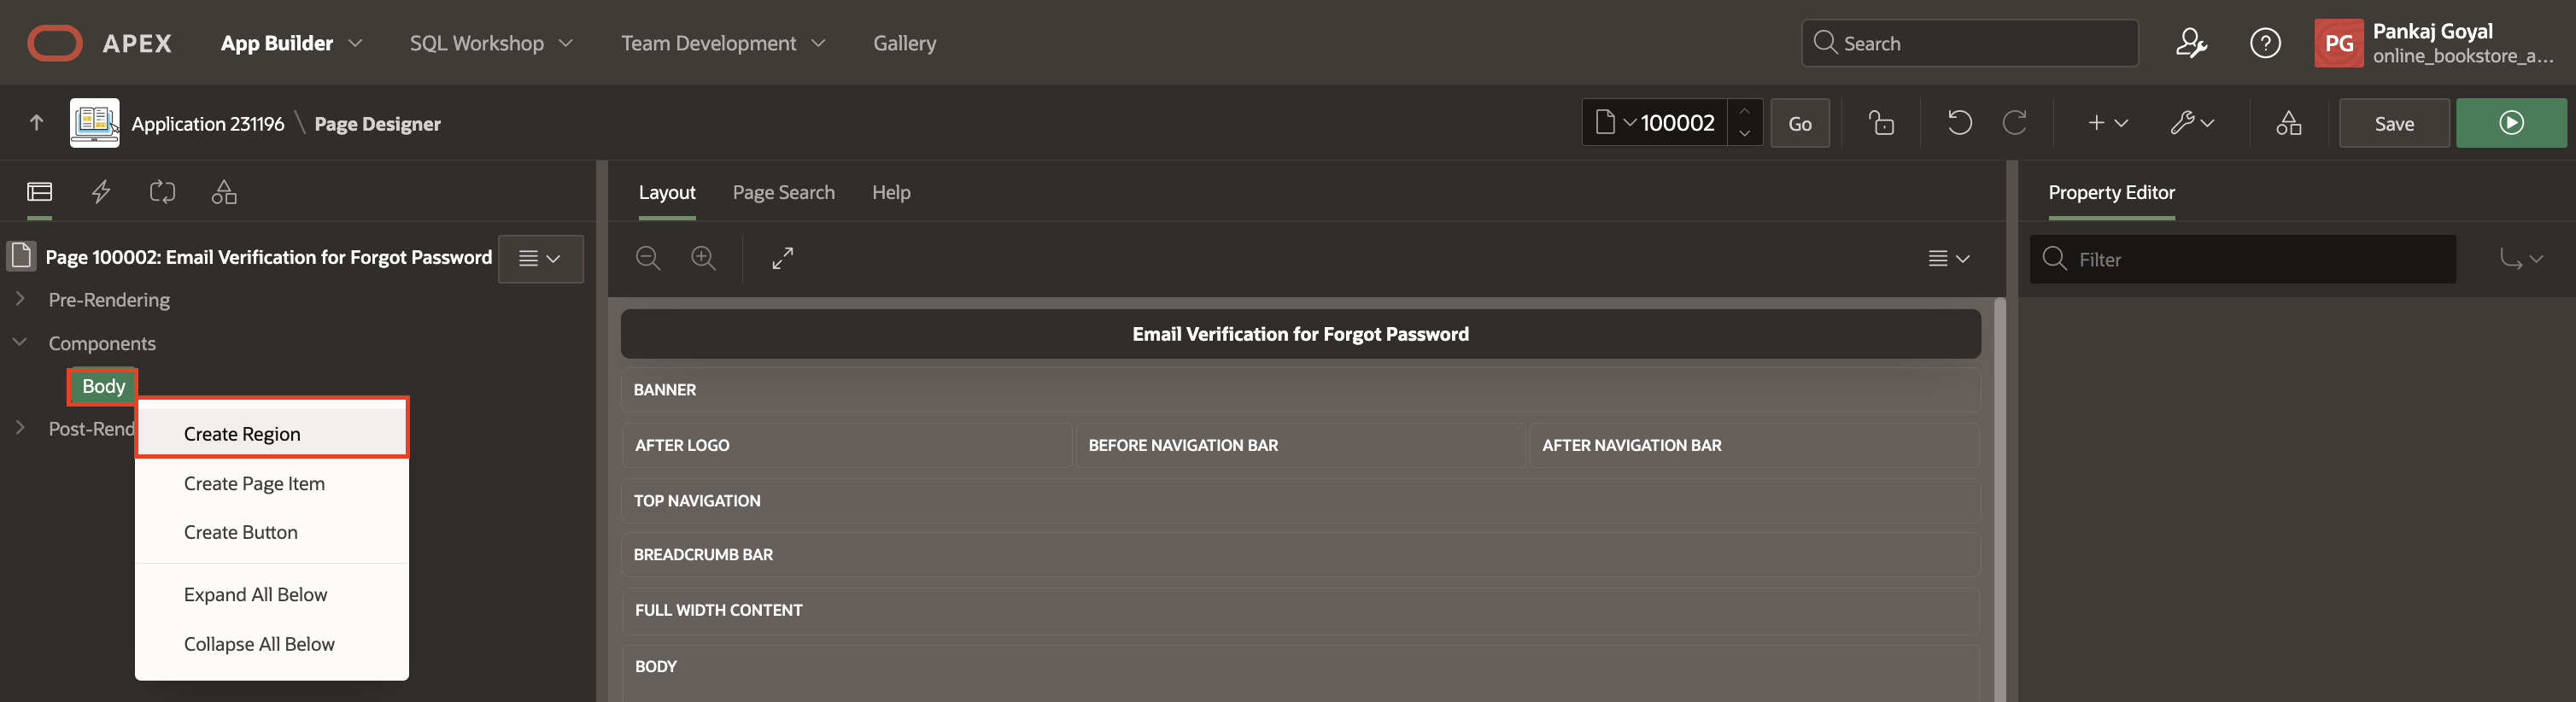 APEX App Builder SQL Workshop Team Development Gallery Search PG Pankaj Goyal
online_bookstore_a...
Application 231196 \ Page Designer 100002 Go Save
Layout Page Search Help Property Editor
Page 100002: Email Verification for Forgot Password Filter
Pre-Rendering
Components
Body
Post-Rend
Create Region
Create Page Item
Create Button
Expand All Below
Collapse All Below
Email Verification for Forgot Password
BANNER
AFTER LOGO BEFORE NAVIGATION BAR AFTER NAVIGATION BAR
TOP NAVIGATION
BREADCRUMB BAR
FULL WIDTH CONTENT
BODY